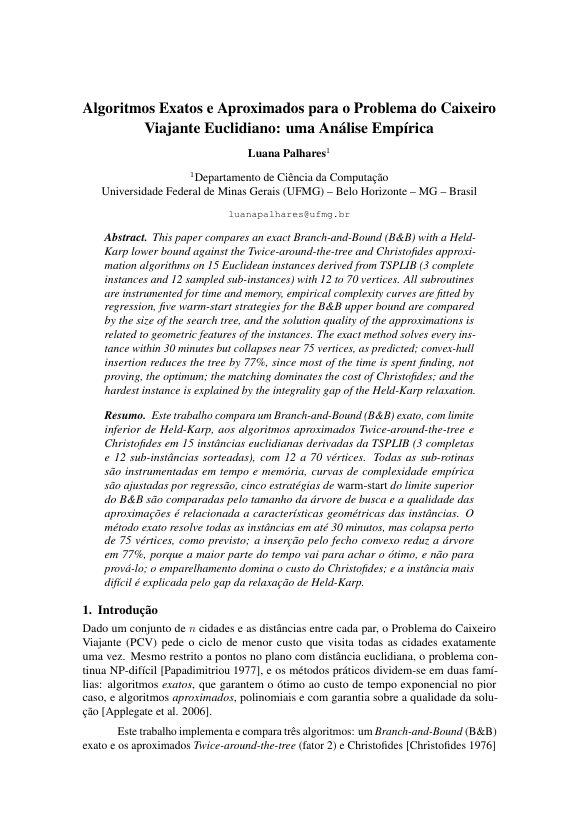 Algoritmos Exatos e Aproximados para o Problema do Caixeiro
Viajante Euclidiano: uma Análise Empírica
Luana Palhares¹
¹Departamento de Ciência da Computação
Universidade Federal de Minas Gerais (UFMG) – Belo Horizonte – MG – Brasil
luanapalhares@ufmg.br
Abstract. This paper compares an exact Branch-and-Bound (B&B) with a Held-
Karp lower bound against the Twice-around-the-tree and Christofides approxi-
mation algorithms on 15 Euclidean instances derived from TSPLIB (3 complete
instances and 12 sampled sub-instances) with 12 to 70 vertices. All subroutines
are instrumented for time and memory, empirical complexity curves are fitted by
regression, five warm-start strategies for the B&B upper bound are compared
by the size of the search tree, and the solution quality of the approximations is
related to geometric features of the instances. The exact method solves every ins-
tance within 30 minutes but collapses near 75 vertices, as predicted; convex-hull
insertion reduces the tree by 77%, since most of the time is spent finding, not
proving, the optimum; the matching dominates the cost of Christofides; and the
hardest instance is explained by the integrality gap of the Held-Karp relaxation.
Resumo. Este trabalho compara um Branch-and-Bound (B&B) exato, com limite
inferior de Held-Karp, aos algoritmos aproximados Twice-around-the-tree e
Christofides em 15 instâncias euclidianas derivadas da TSPLIB (3 completas
e 12 sub-instâncias sorteadas), com 12 a 70 vértices. Todas as sub-rotinas
são instrumentadas em tempo e memória, curvas de complexidade empírica
são ajustadas por regressão, cinco estratégias de warm-start do limite superior
do B&B são comparadas pelo tamanho da árvore de busca e a qualidade das
aproximações é relacionada a características geométricas das instâncias. O
método exato resolve todas as instâncias em até 30 minutos, mas colapsa perto
de 75 vértices, como previsto; a inserção pelo fecho convexo reduz a árvore
em 77%, porque a maior parte do tempo vai para achar o ótimo, e não para
prová-lo; o emparelhamento domina o custo do Christofides; e a instância mais
difícil é explicada pelo gap da relaxação de Held-Karp.
1. Introdução
Dado um conjunto de n cidades e as distâncias entre cada par, o Problema do Caixeiro
Viajante (PCV) pede o ciclo de menor custo que visita todas as cidades exatamente
uma vez. Mesmo restrito a pontos no plano com distância euclidiana, o problema con-
tinua NP-difícil [Papadimitriou 1977], e os métodos práticos dividem-se em duas famí-
lias: algoritmos exatos, que garantem o ótimo ao custo de tempo exponencial no pior
caso, e algoritmos aproximados, polinomiais e com garantia sobre a qualidade da solu-
ção [Applegate et al. 2006].
Este trabalho implementa e compara três algoritmos: um Branch-and-Bound (B&B)
exato e os aproximados Twice-around-the-tree (fator 2) e Christofides [Christofides 1976]